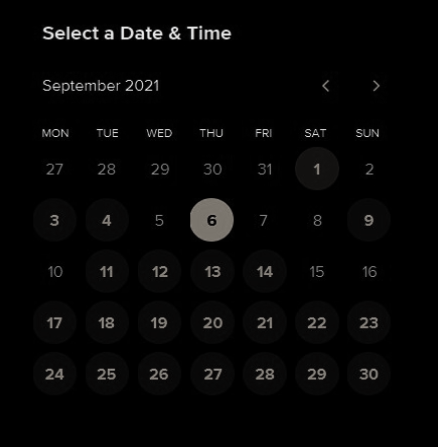 Select a Date & Time
September 2021
MON TUE WED THU FRI SAT SUN
27 28 29 30 31 1 2
3 4 5 6 7 8 9
10 11 12 13 14 15 16
17 18 19 20 21 22 23
24 25 26 27 28 29 30